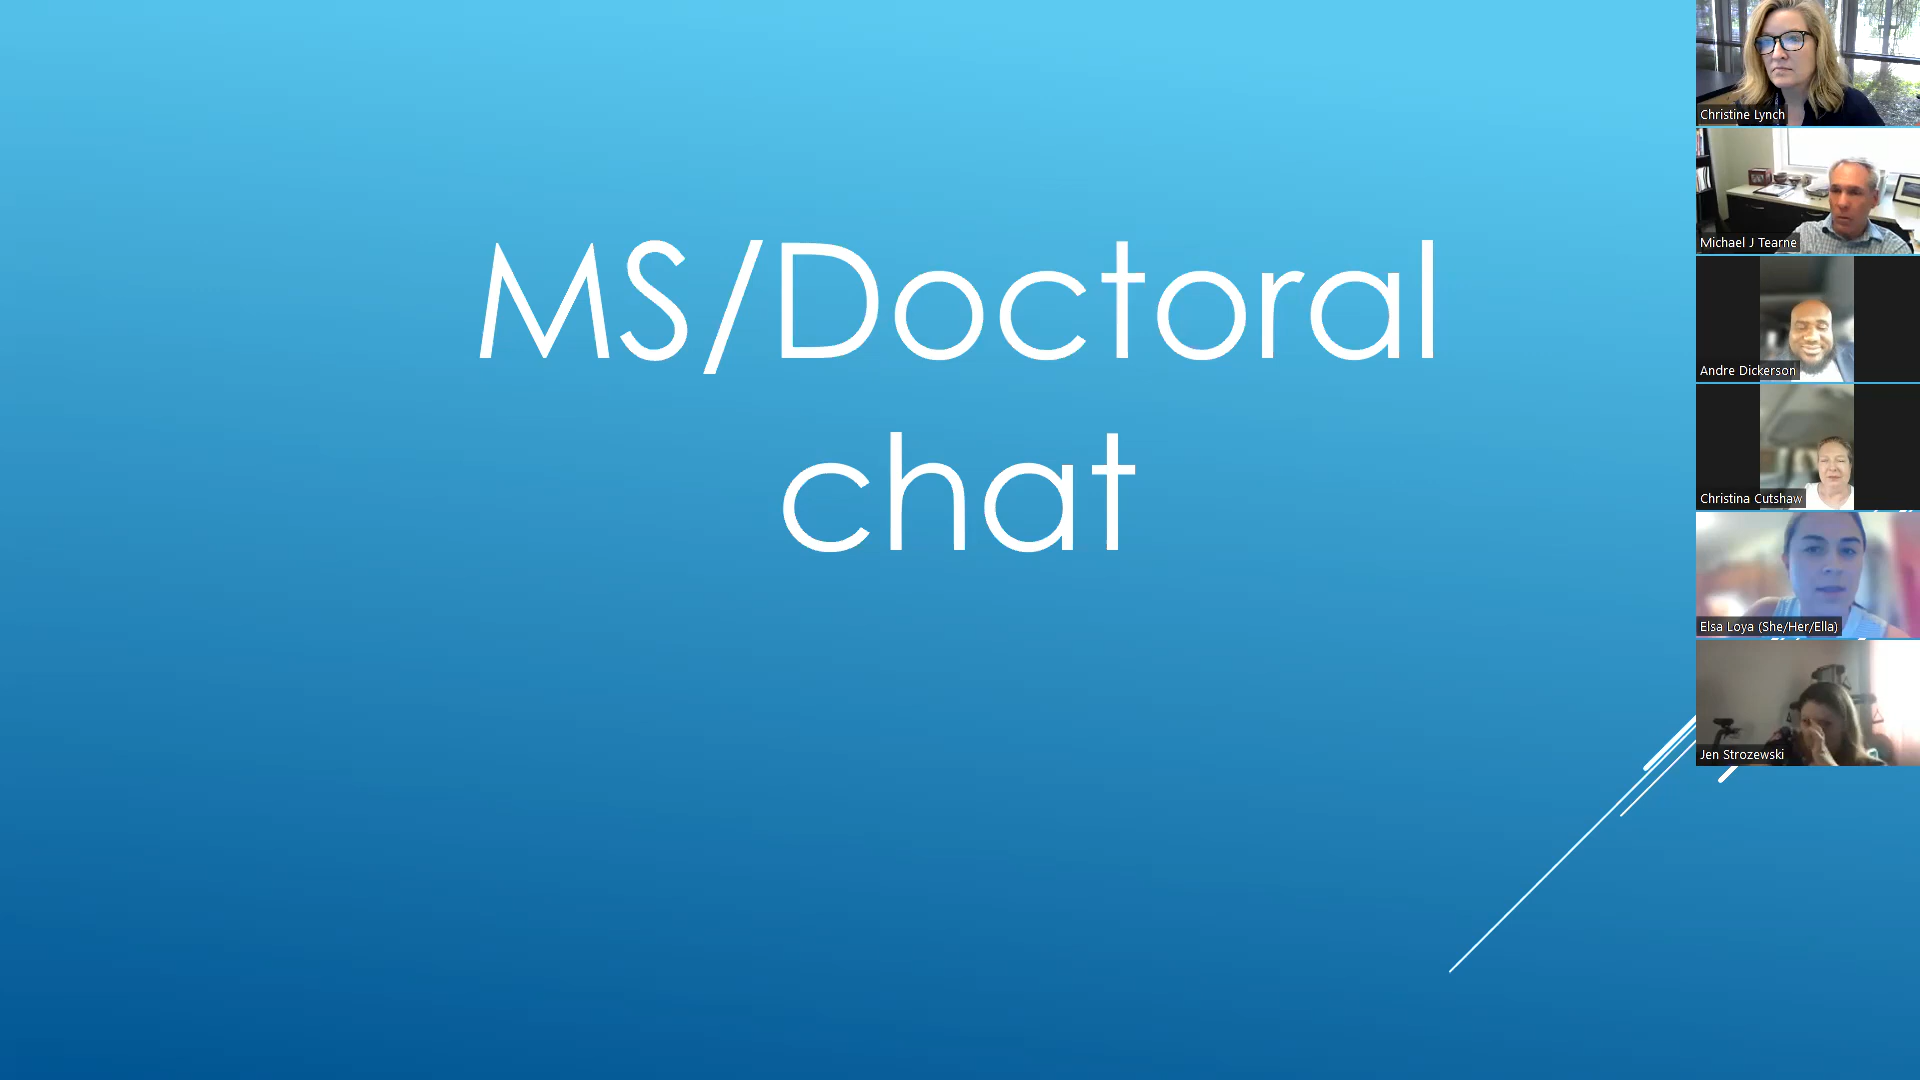 MS/Doctoral
chat
Christine Lynch
Michael J Tearne
Andre Dickerson
Christina Cutshaw
Elsa Loya (She/Her/Ella)
Jen Strozewski